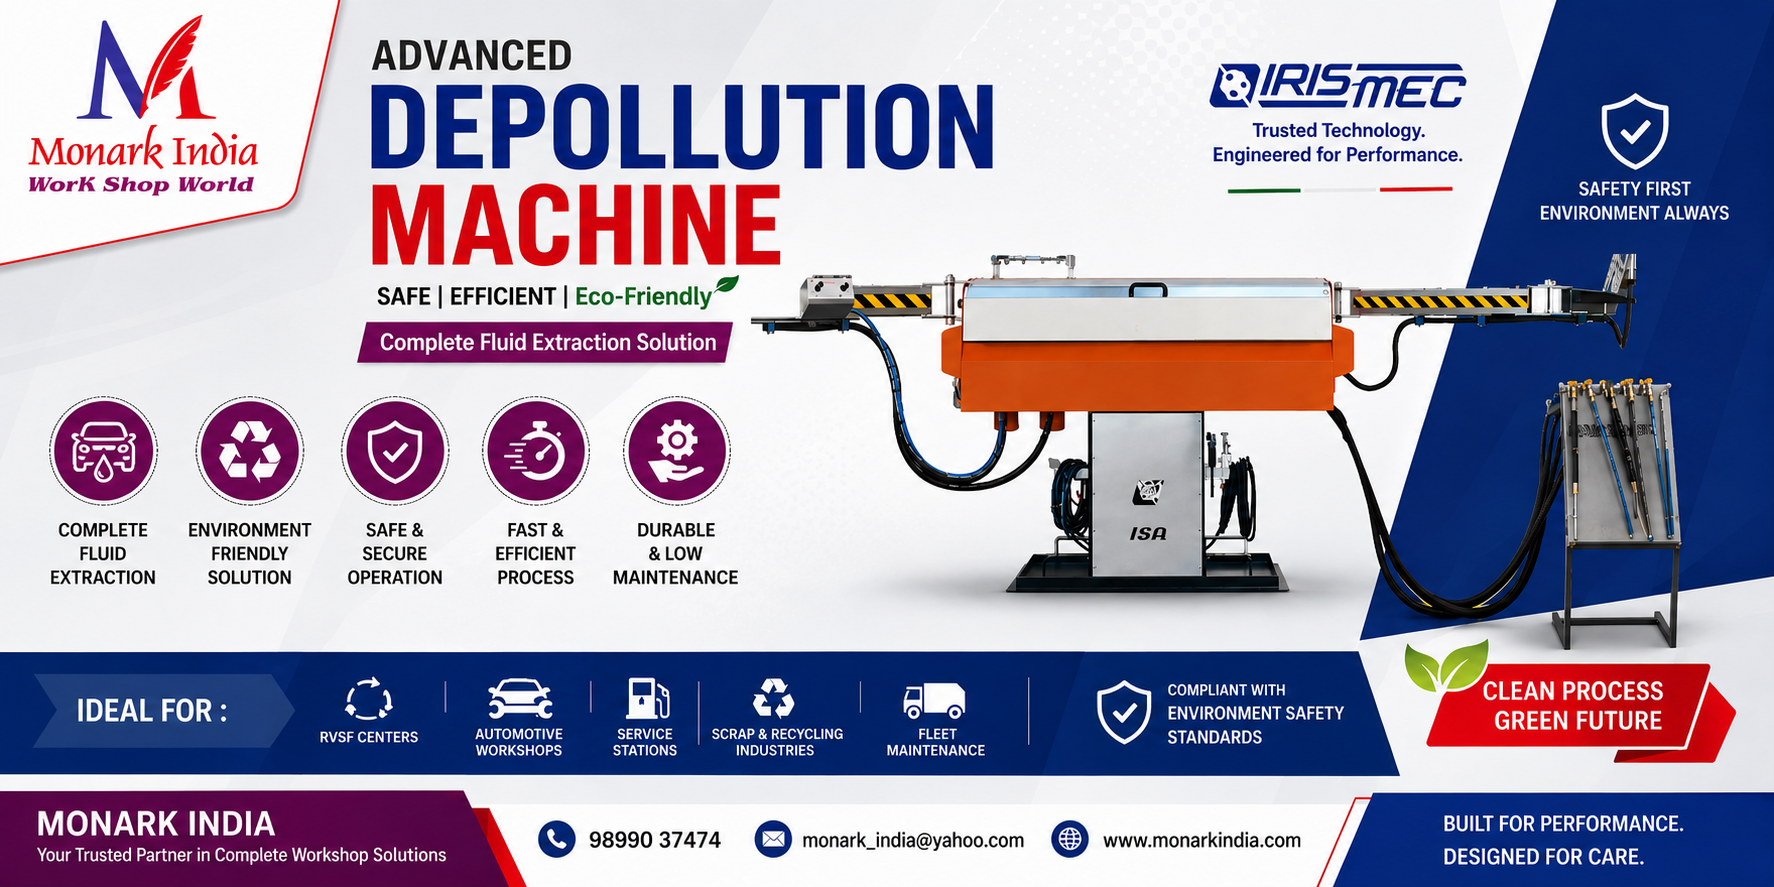 Monark India
WorK Shop World
ADVANCED
DEPOLLUTION
MACHINE
SAFE | EFFICIENT | Eco-Friendly
Complete Fluid Extraction Solution
IRISMEC
Trusted Technology.
Engineered for Performance.
SAFETY FIRST
ENVIRONMENT ALWAYS
COMPLETE
FLUID
EXTRACTION
ENVIRONMENT
FRIENDLY
SOLUTION
SAFE &
SECURE
OPERATION
FAST &
EFFICIENT
PROCESS
DURABLE
& LOW
MAINTENANCE
ISA
IDEAL FOR :
RVSF CENTERS
AUTOMOTIVE
WORKSHOPS
SERVICE
STATIONS
SCRAP & RECYCLING
INDUSTRIES
FLEET
MAINTENANCE
COMPLIANT WITH
ENVIRONMENT SAFETY
STANDARDS
CLEAN PROCESS
GREEN FUTURE
MONARK INDIA
Your Trusted Partner in Complete Workshop Solutions
98990 37474
monark_india@yahoo.com
www.monarkindia.com
BUILT FOR PERFORMANCE.
DESIGNED FOR CARE.